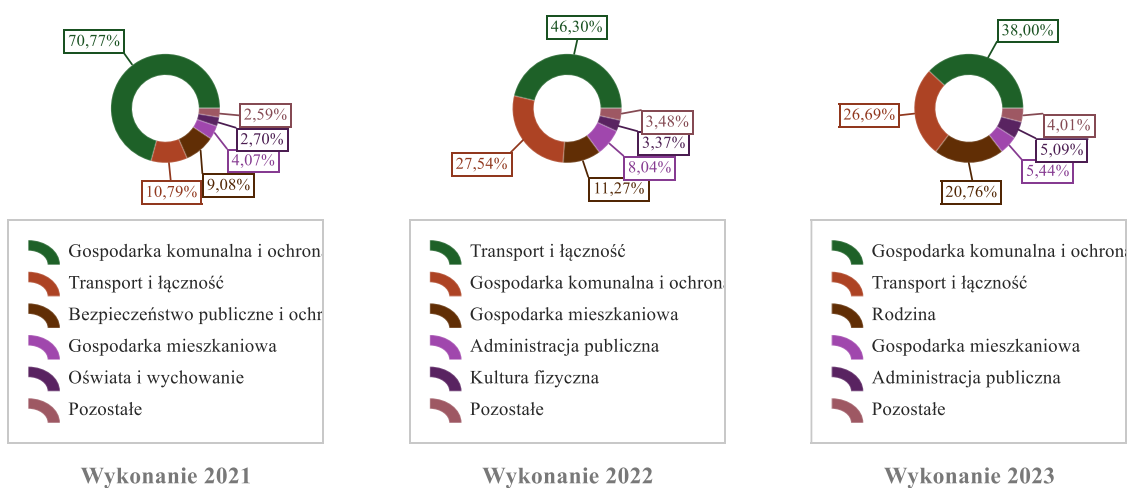 70,77%
2,59%
2,70%
4,07%
9,08%
10,79%
Gospodarka komunalna i ochron
Transport i łączność
Bezpieczeństwo publiczne i ochr
Gospodarka mieszkaniowa
Oświata i wychowanie
Pozostałe
Wykonanie 2021
46,30%
3,48%
3,37%
8,04%
11,27%
27,54%
Transport i łączność
Gospodarka komunalna i ochron
Gospodarka mieszkaniowa
Administracja publiczna
Kultura fizyczna
Pozostałe
Wykonanie 2022
38,00%
26,69%
4,01%
5,09%
5,44%
20,76%
Gospodarka komunalna i ochron
Transport i łączność
Rodzina
Gospodarka mieszkaniowa
Administracja publiczna
Pozostałe
Wykonanie 2023